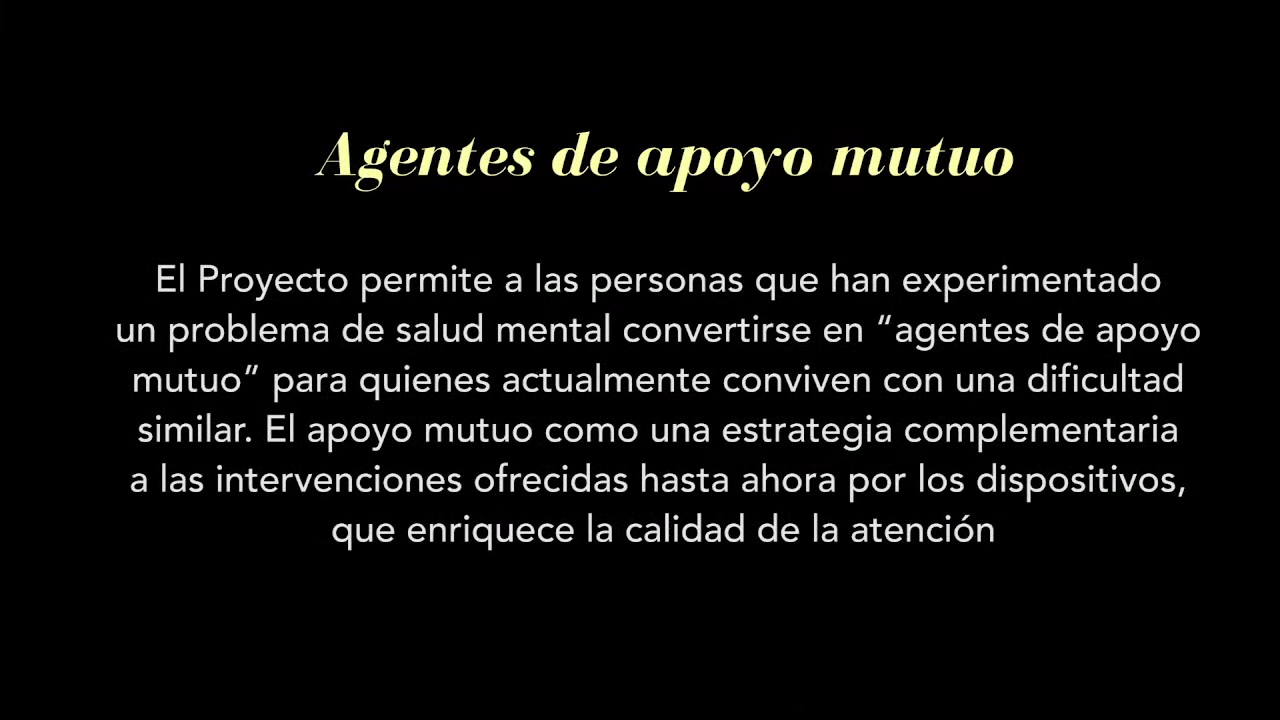 Agentes de apoyo mutuo
El Proyecto permite a las personas que han experimentado
un problema de salud mental convertirse en “agentes de apoyo
mutuo” para quienes actualmente conviven con una dificultad
similar. El apoyo mutuo como una estrategia complementaria
a las intervenciones ofrecidas hasta ahora por los dispositivos,
que enriquece la calidad de la atención